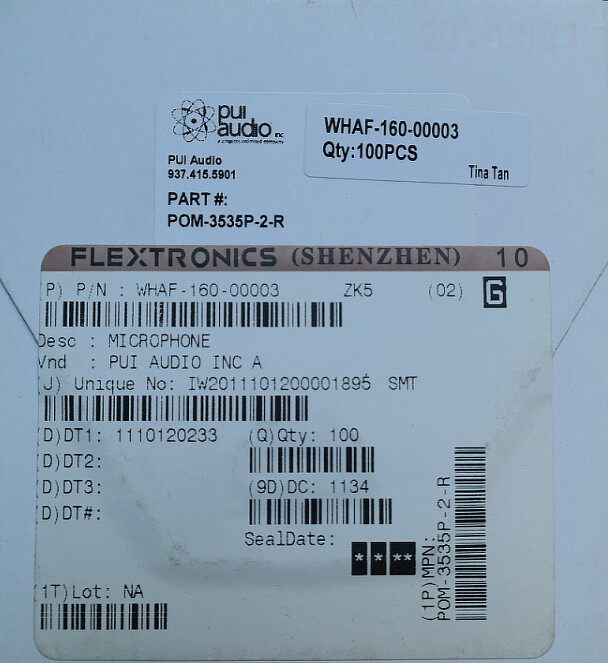 20110823
pui
audio inc
PUI Audio
937.415.5901
PART #:
POM-3535P-2-R
WHAF-160-00003
Qty:100PCS
Tina Tan
FLEXTRONICS (SHENZHEN) 10
P) P/N : WHAF-160-00003 ZK5 (02) G
Desc : MICROPHONE
Vnd : PUI AUDIO INC A
(J) Unique No: IW2011101200001895 SMT
(D)DT1: 1110120233 (Q)Qty: 100
(D)DT2:
(D)DT3: (9D)DC: 1134
(D)DT#:
SealDate: * * **
(1T)Lot: NA
(1P)MPN:
POM-3535P-2-R